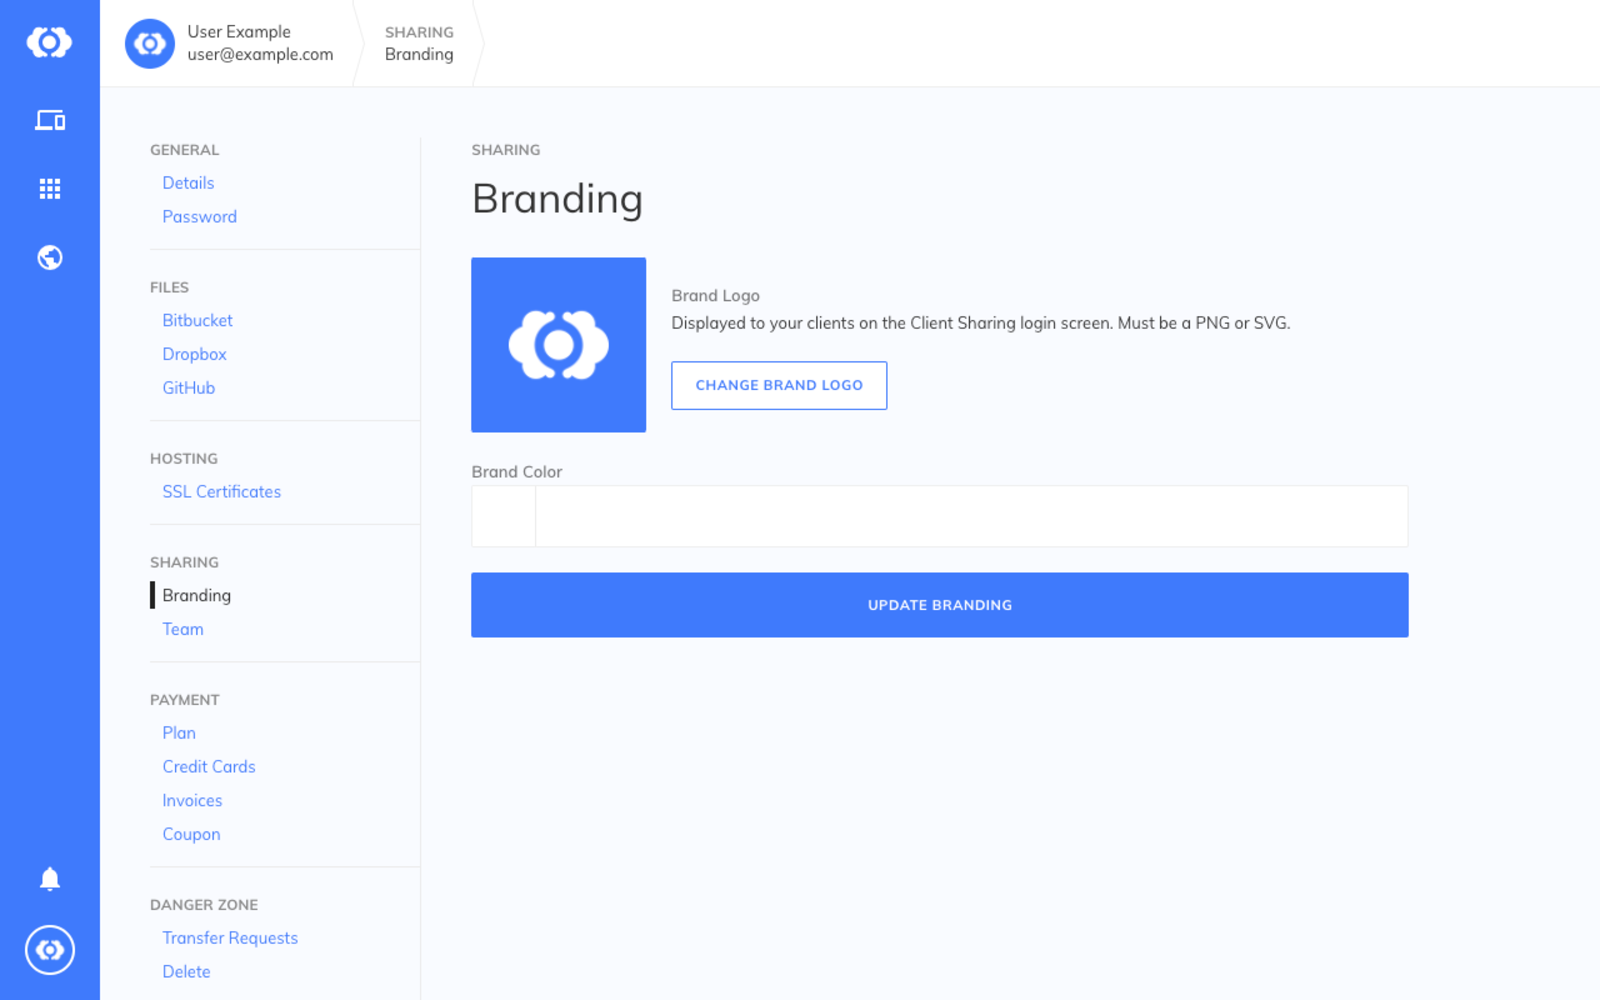 User Example
user@example.com
SHARING
Branding
GENERAL
Details
Password
FILES
Bitbucket
Dropbox
GitHub
HOSTING
SSL Certificates
SHARING
Branding
Team
PAYMENT
Plan
Credit Cards
Invoices
Coupon
DANGER ZONE
Transfer Requests
Delete
SHARING
Branding
Brand Logo
Displayed to your clients on the Client Sharing login screen. Must be a PNG or SVG.
CHANGE BRAND LOGO
Brand Color
UPDATE BRANDING